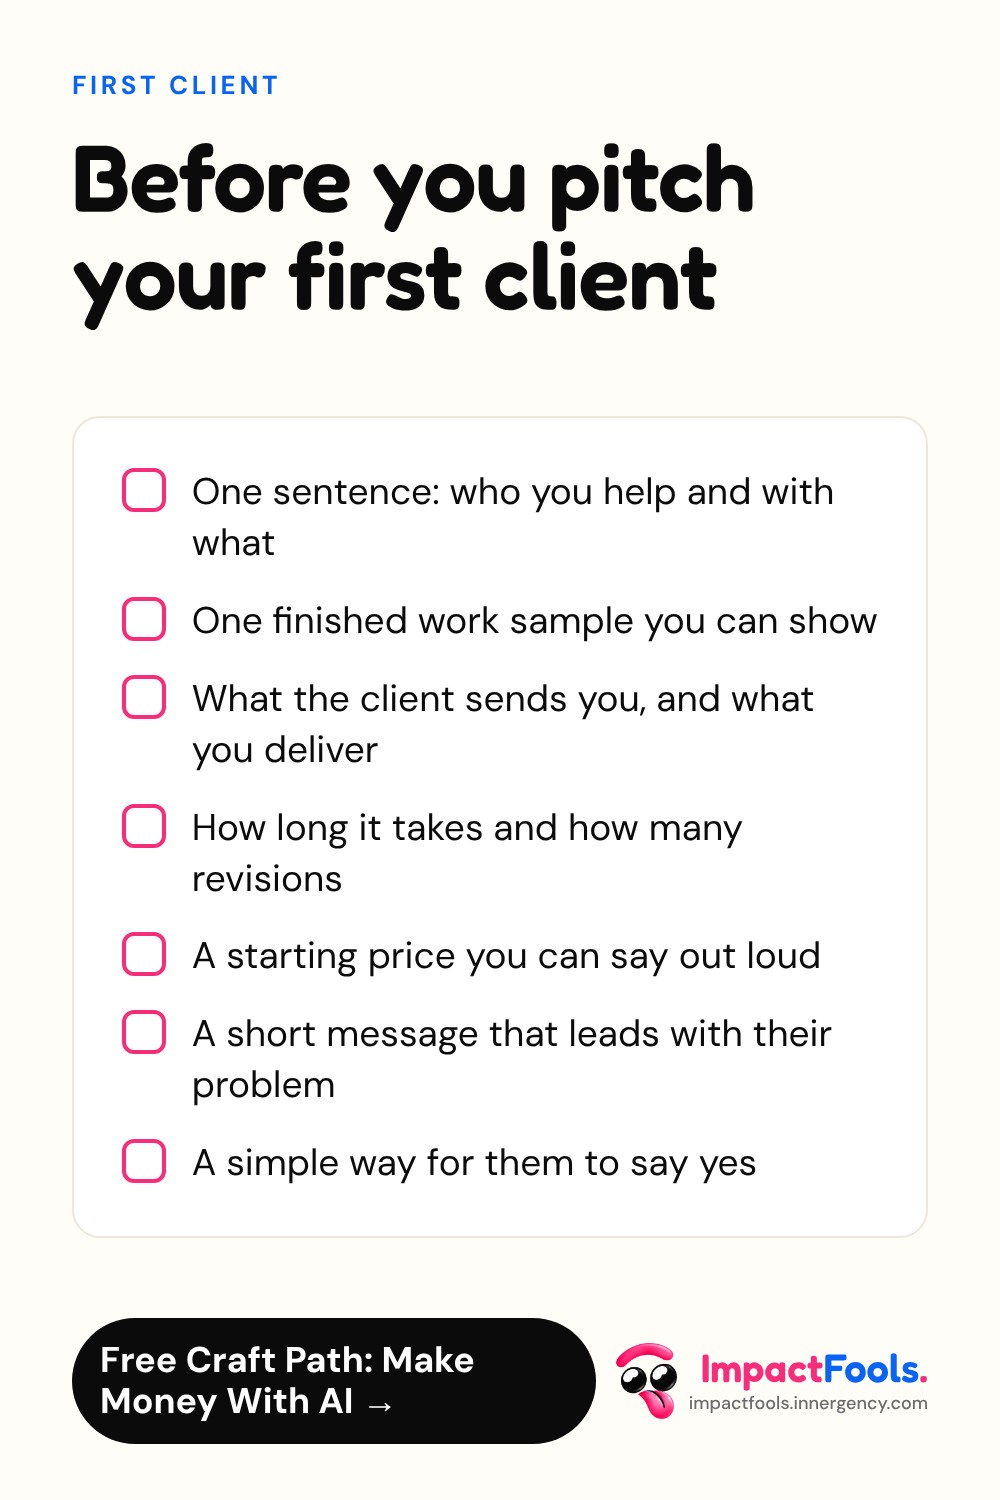 FIRST CLIENT
Before you pitch
your first client
One sentence: who you help and with
what
One finished work sample you can show
What the client sends you, and what
you deliver
How long it takes and how many
revisions
A starting price you can say out loud
A short message that leads with their
problem
A simple way for them to say yes
Free Craft Path: Make
Money With AI →
ImpactFools.
impactfools.innergency.com